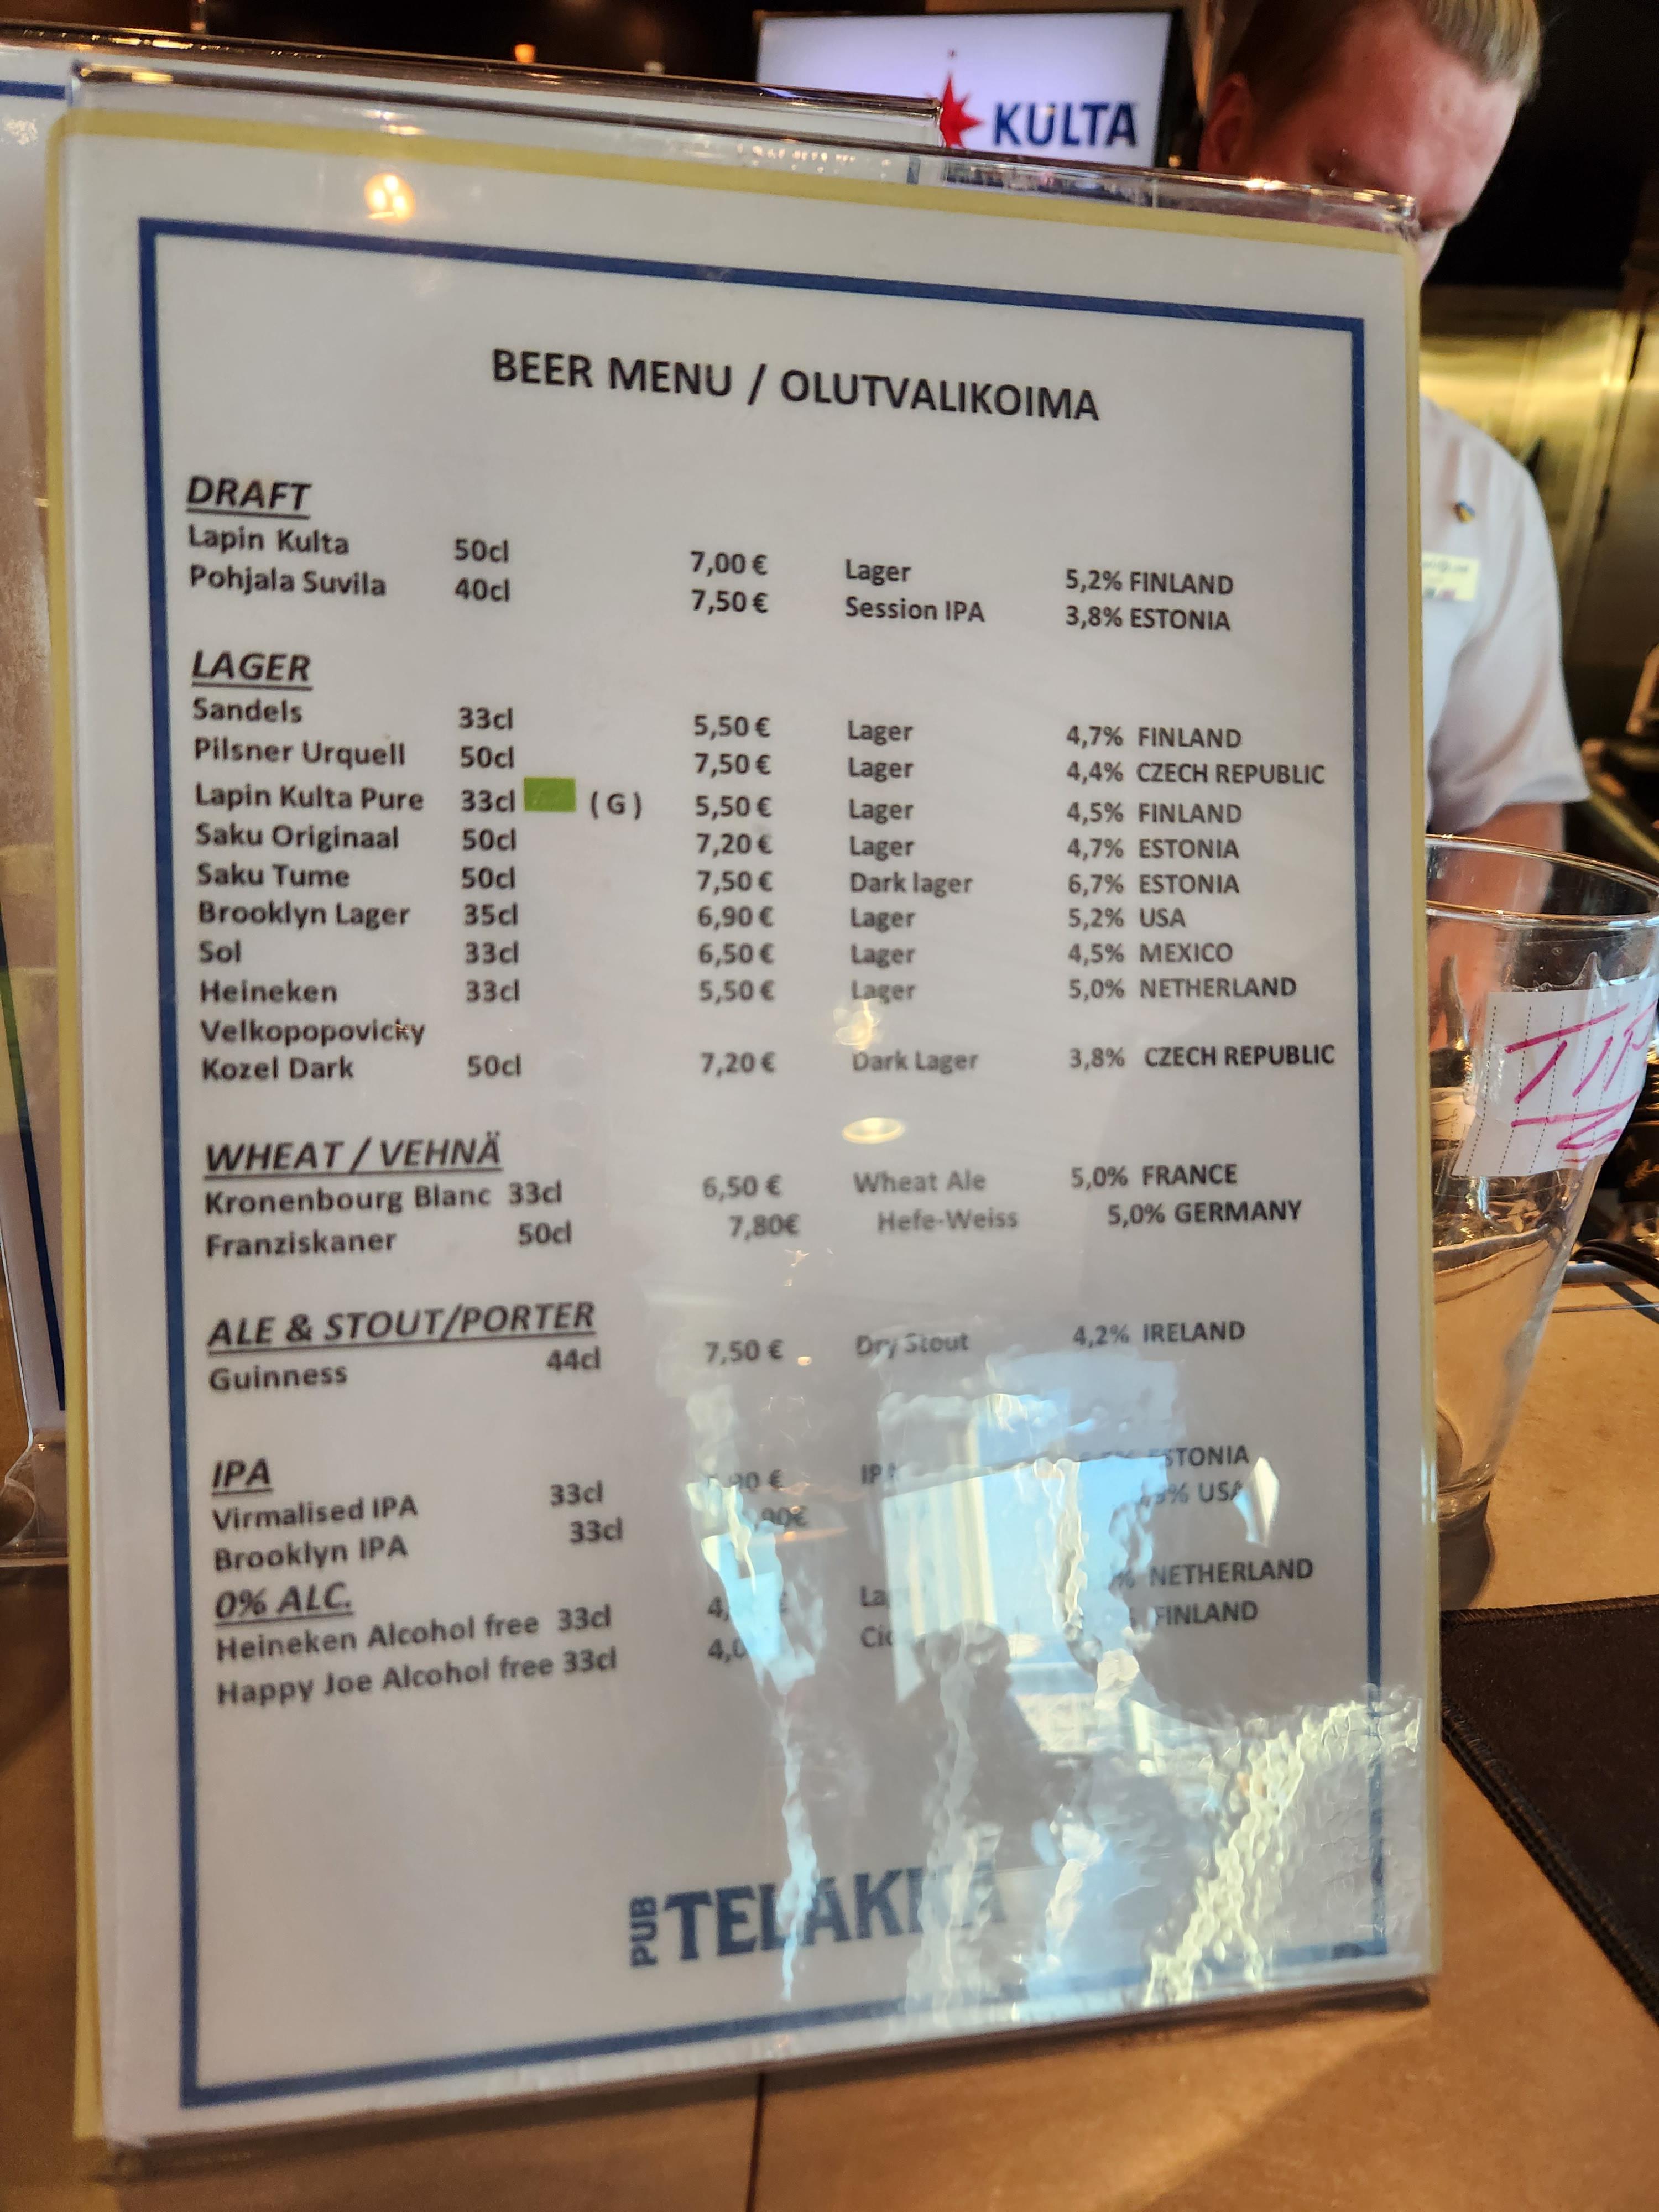 KULTA
BEER MENU / OLUTVALIKOIMA
DRAFT
Lapin Kulta 50cl 7,00 € Lager 5,2% FINLAND
Pohjala Suvila 40cl 7,50 € Session IPA 3,8% ESTONIA
LAGER
Sandels 33cl 5,50 € Lager 4,7% FINLAND
Pilsner Urquell 50cl 7,50 € Lager 4,4% CZECH REPUBLIC
Lapin Kulta Pure 33cl ( G ) 5,50 € Lager 4,5% FINLAND
Saku Originaal 50cl 7,20 € Lager 4,7% ESTONIA
Saku Tume 50cl 7,50 € Dark lager 6,7% ESTONIA
Brooklyn Lager 35cl 6,90 € Lager 5,2% USA
Sol 33cl 6,50 € Lager 4,5% MEXICO
Heineken 33cl 5,50 € Lager 5,0% NETHERLAND
Velkopopovicky
Kozel Dark 50cl 7,20 € Dark Lager 3,8% CZECH REPUBLIC
WHEAT / VEHNÄ
Kronenbourg Blanc 33cl 6,50 € Wheat Ale 5,0% FRANCE
Franziskaner 50cl 7,80€ Hefe-Weiss 5,0% GERMANY
ALE & STOUT/PORTER
Guinness 44cl 7,50 € Dry Stout 4,2% IRELAND
IPA
Virmalised IPA 33cl IPA ESTONIA
Brooklyn IPA 33cl USA
0% ALC.
Heineken Alcohol free 33cl NETHERLAND
Happy Joe Alcohol free 33cl FINLAND
PUB TELAKKA
TIP